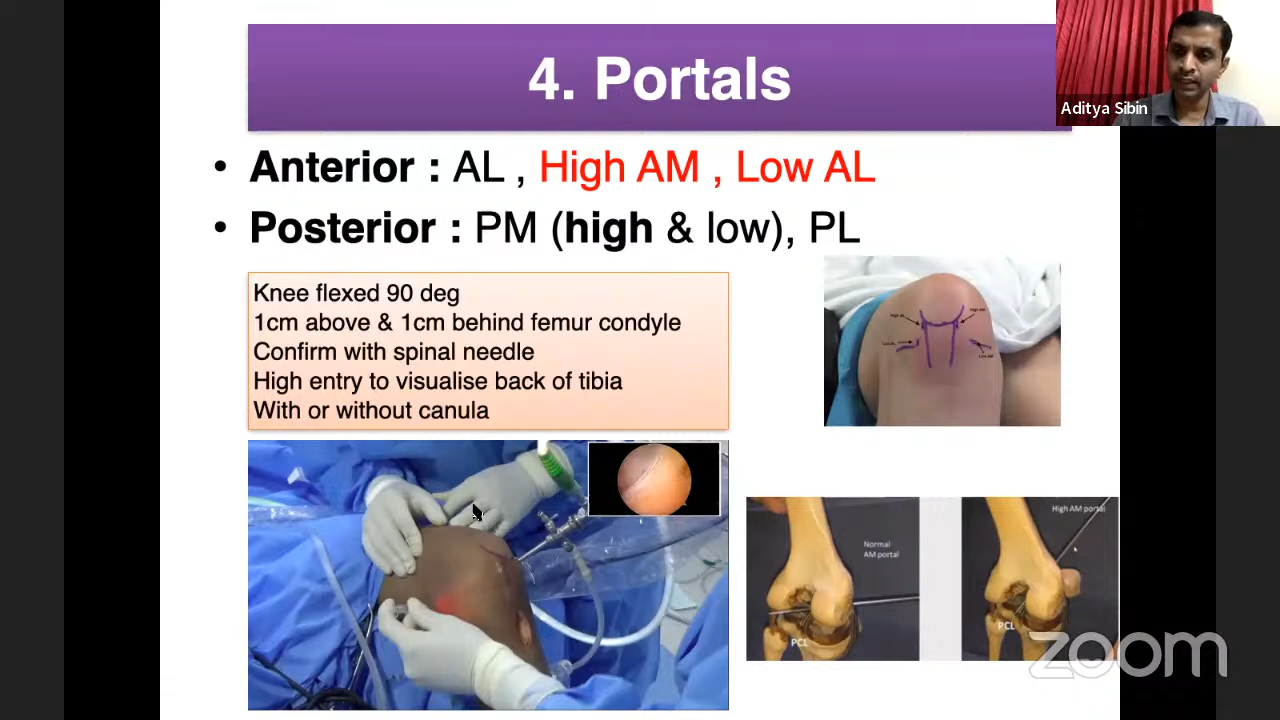 4. Portals
Aditya Sibin
• Anterior : AL , High AM , Low AL
• Posterior : PM (high & low), PL
Knee flexed 90 deg
1cm above & 1cm behind femur condyle
Confirm with spinal needle
High entry to visualise back of tibia
With or without canula
Low AM
Normal
AM portal
PCL
High AM portal
PCL
zoom